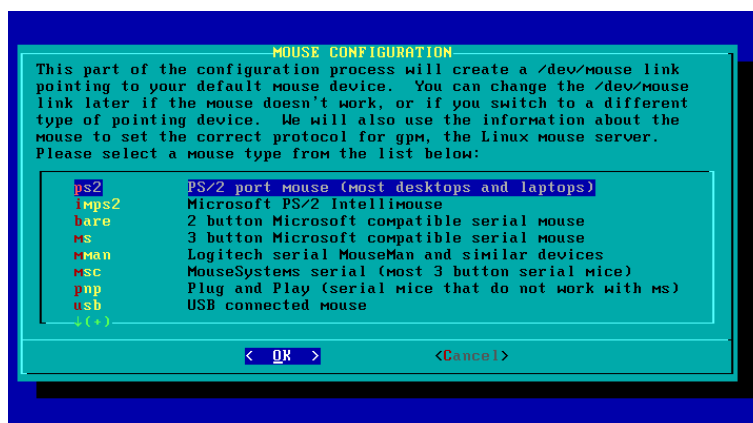 MOUSE CONFIGURATION
This part of the configuration process will create a /dev/mouse link
pointing to your default mouse device.  You can change the /dev/mouse
link later if the mouse doesn't work, or if you switch to a different
type of pointing device.  We will also use the information about the
mouse to set the correct protocol for gpm, the Linux mouse server.
Please select a mouse type from the list below:
ps2 PS/2 port mouse (most desktops and laptops)
imps2 Microsoft PS/2 Intellimouse
bare 2 button Microsoft compatible serial mouse
ms 3 button Microsoft compatible serial mouse
mman Logitech serial MouseMan and similar devices
msc MouseSystems serial (most 3 button serial mice)
pnp Plug and Play (serial mice that do not work with ms)
usb USB connected mouse
↓(+)
< OK > <Cancel>